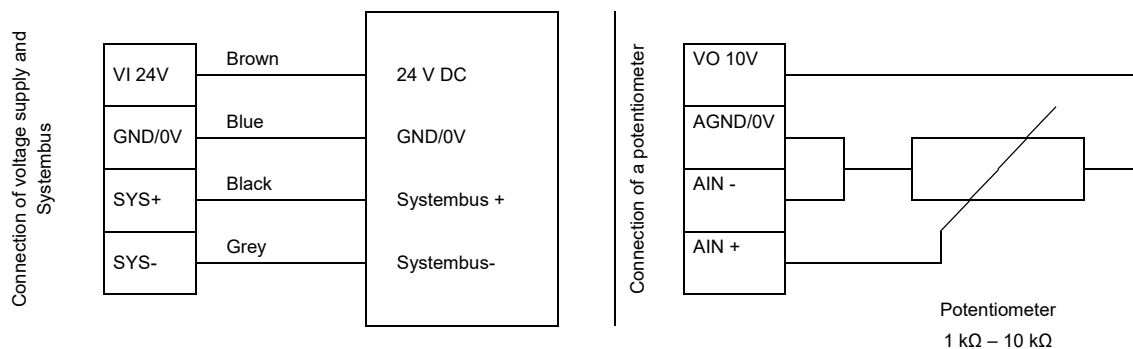 Connection of voltage supply and
Systembus
VI 24V
Brown
24 V DC
GND/0V
Blue
GND/0V
SYS+
Black
Systembus +
SYS-
Grey
Systembus-
Connection of a potentiometer
VO 10V
AGND/0V
AIN -
AIN +
Potentiometer
1 kΩ – 10 kΩ